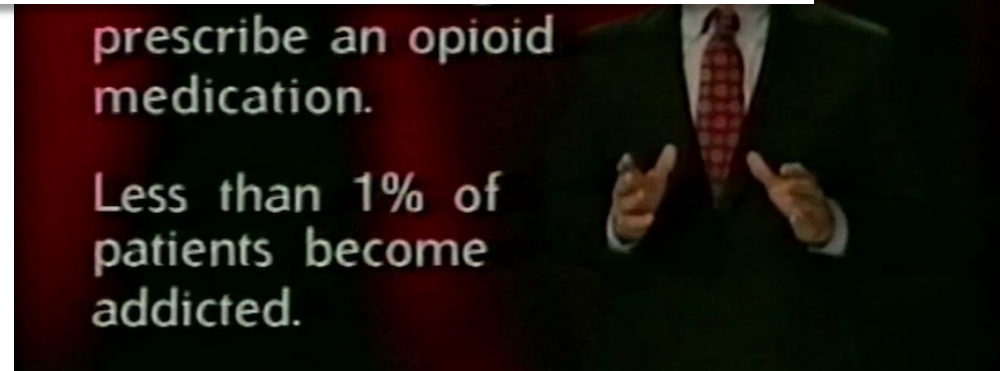 prescribe an opioid
medication.
Less than 1% of
patients become
addicted.